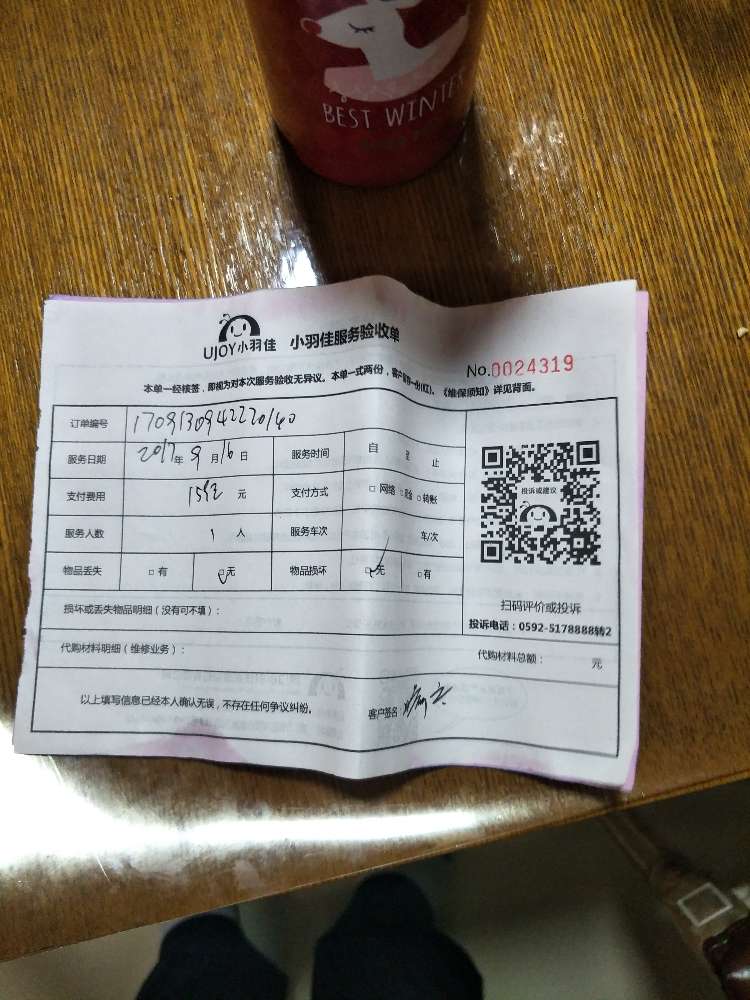 BEST WINTER
UJOY小羽佳 小羽佳服务验收单
No.0024319
本单一经核签，即视为对本次服务验收无异议。本单一式两份，客户 《维保须知》详见背面。
订单编号
服务日期 2017年9月16日 服务时间 自 至 止
支付费用 1592 元 支付方式 □网络 □现金 □转账
服务人数 1 人 服务车次 车/次
物品丢失 □有 □无 物品损坏 □无 □有
投诉或建议
扫码评价或投诉
投诉电话：0592-5178888转2
损坏或丢失物品明细（没有可不填）：
代购材料明细（维修业务）： 代购材料总额： 元
以上填写信息已经本人确认无误，不存在任何争议纠纷。 客户签名：